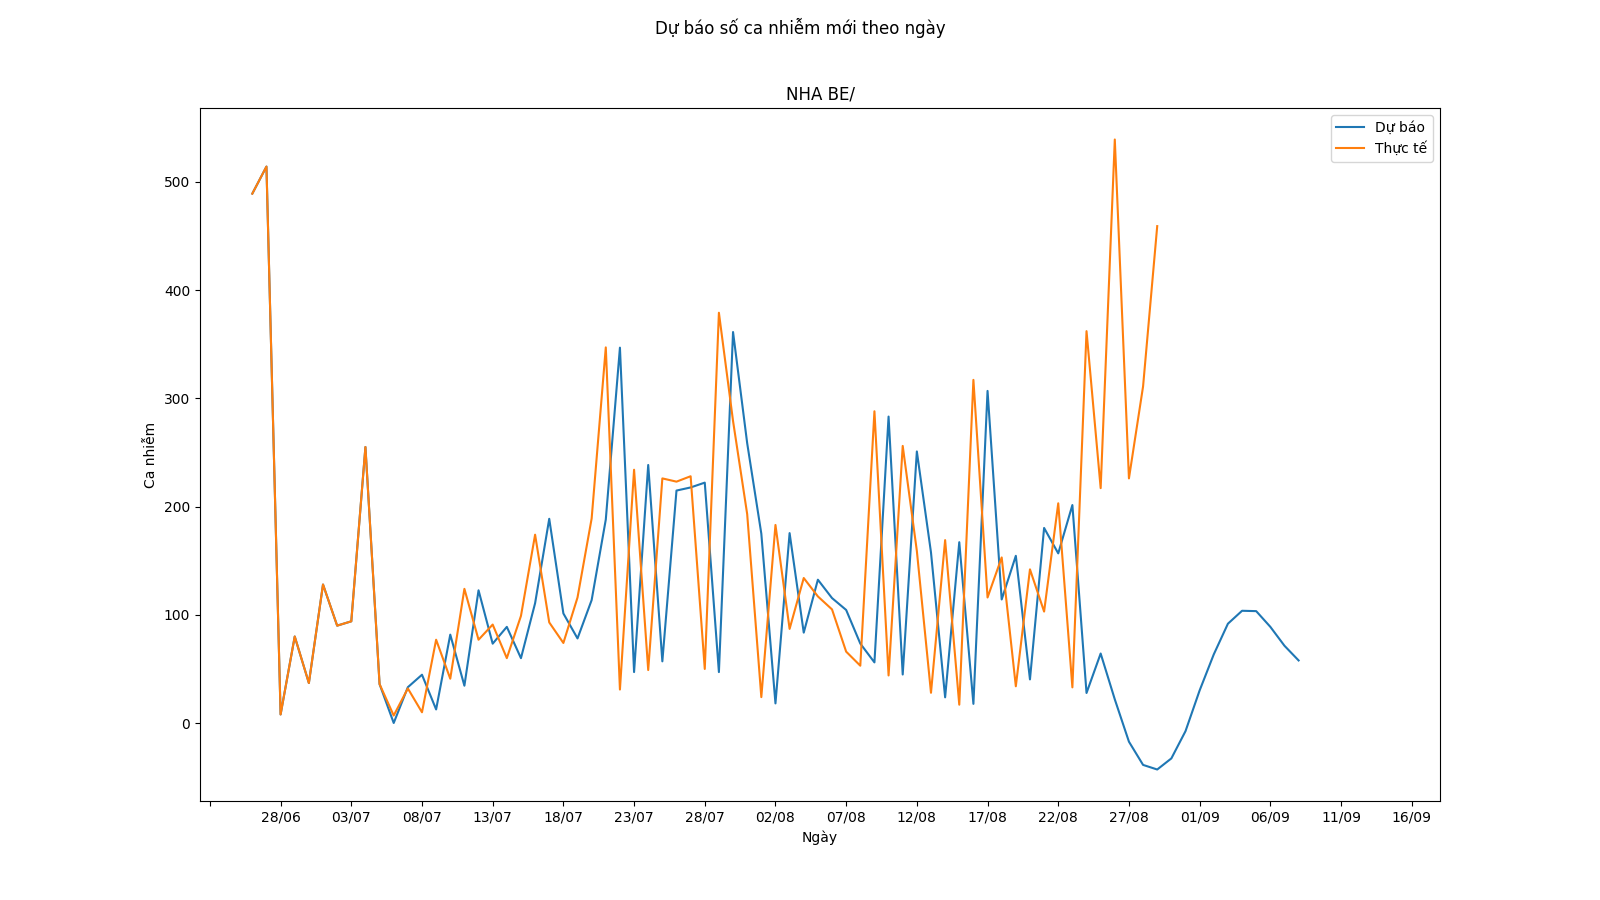 Dự báo số ca nhiễm mới theo ngày
NHA BE/
Dự báo
Thực tế
500
400
300
200
100
0
Ca nhiễm
28/06 03/07 08/07 13/07 18/07 23/07 28/07 02/08 07/08 12/08 17/08 22/08 27/08 01/09 06/09 11/09 16/09
Ngày